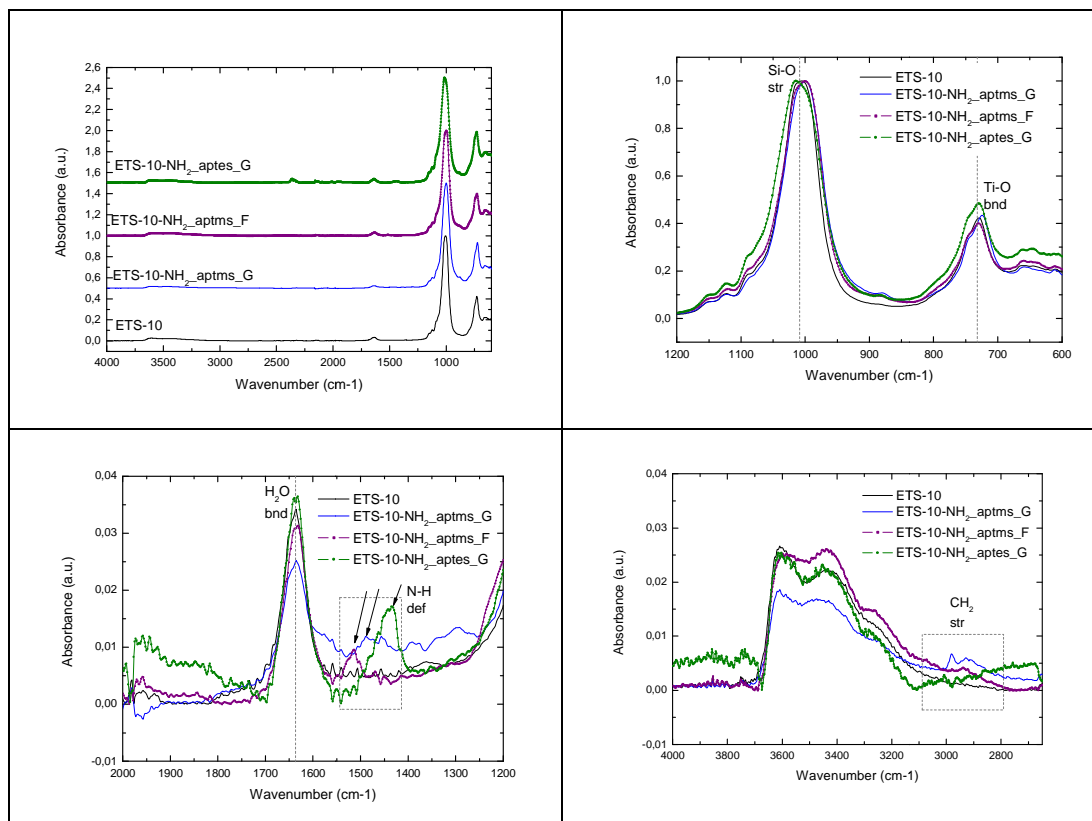 2,6
2,4
2,2
2,0
1,8
1,6
1,4
1,2
1,0
0,8
0,6
0,4
0,2
0,0
Absorbance (a.u.)
ETS-10-NH2_aptes_G
ETS-10-NH2_aptms_F
ETS-10-NH2_aptms_G
ETS-10
4000 3500 3000 2500 2000 1500 1000
Wavenumber (cm-1)
1,0
0,8
0,6
0,4
0,2
0,0
Absorbance (a.u.)
Si-O
str
ETS-10
ETS-10-NH2_aptms_G
ETS-10-NH2_aptms_F
ETS-10-NH2_aptes_G
Ti-O
bnd
1200 1100 1000 900 800 700 600
Wavenumber (cm-1)
0,04
0,03
0,02
0,01
0,00
-0,01
Absorbance (a.u.)
H2O
bnd
ETS-10
ETS-10-NH2_aptms_G
ETS-10-NH2_aptms_F
ETS-10-NH2_aptes_G
N-H
def
2000 1900 1800 1700 1600 1500 1400 1300 1200
Wavenumber (cm-1)
0,04
0,03
0,02
0,01
0,00
-0,01
Absorbance (a.u.)
ETS-10
ETS-10-NH2_aptms_G
ETS-10-NH2_aptms_F
ETS-10-NH2_aptes_G
CH2
str
4000 3800 3600 3400 3200 3000 2800
Wavenumber (cm-1)